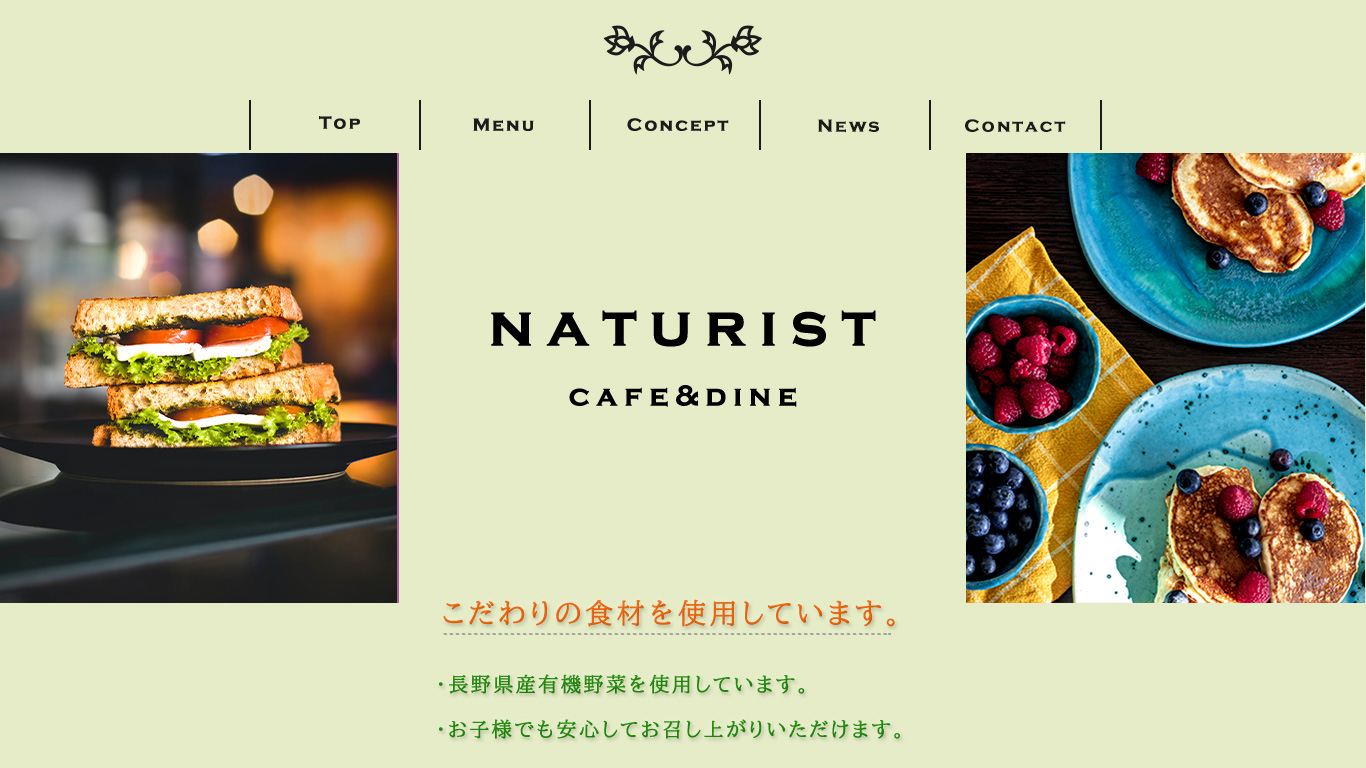 TOP
MENU
CONCEPT
NEWS
CONTACT
NATURIST
CAFE&DINE
こだわりの食材を使用しています。
・長野県産有機野菜を使用しています。
・お子様でも安心してお召し上がりいただけます。